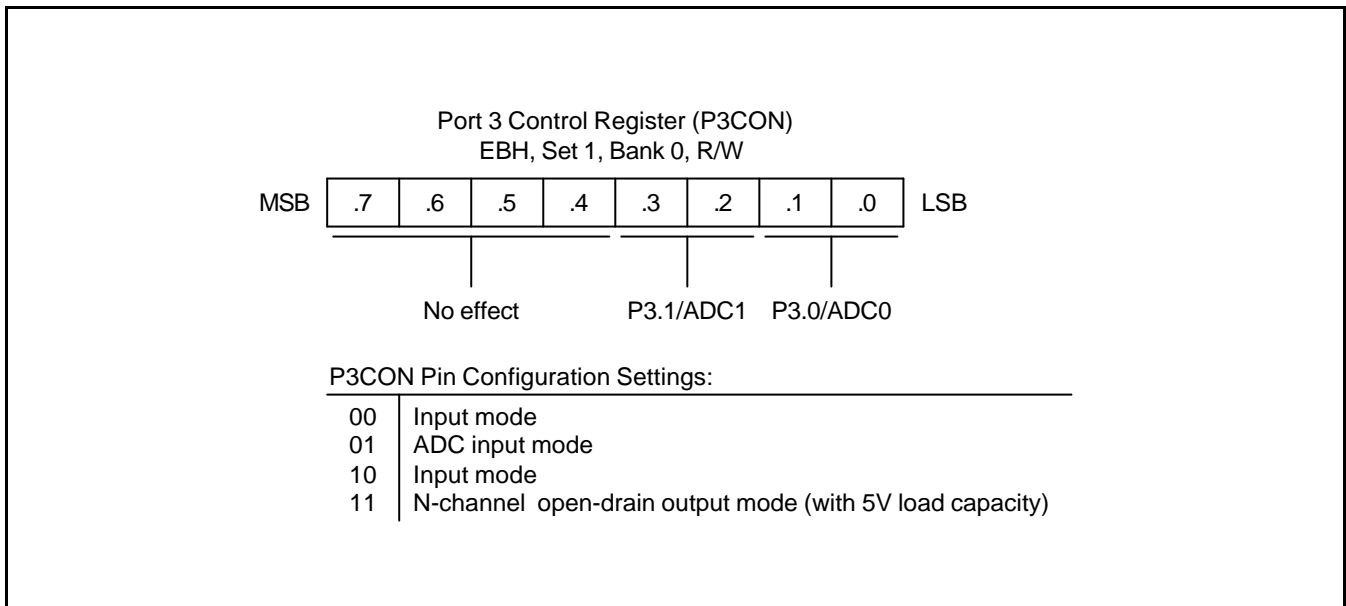 Port 3 Control Register (P3CON)
EBH, Set 1, Bank 0, R/W
MSB .7 .6 .5 .4 .3 .2 .1 .0 LSB
No effect P3.1/ADC1 P3.0/ADC0
P3CON Pin Configuration Settings:
00 Input mode
01 ADC input mode
10 Input mode
11 N-channel open-drain output mode (with 5V load capacity)